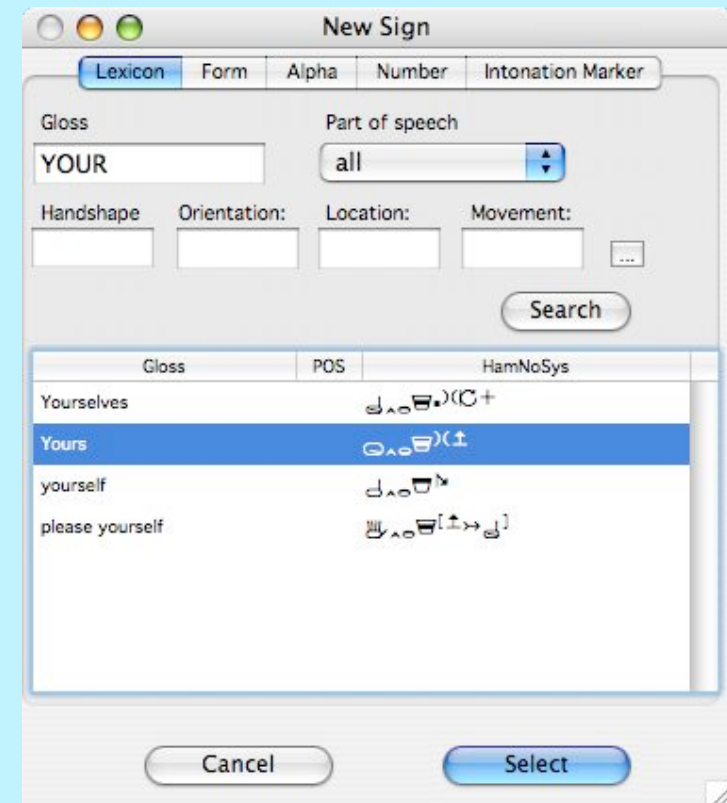 New Sign
Lexicon Form Alpha Number Intonation Marker
Gloss Part of speech
YOUR all
Handshape Orientation: Location: Movement:
...
Search
Gloss POS HamNoSys
Yourselves
Yours
yourself
please yourself
Cancel Select